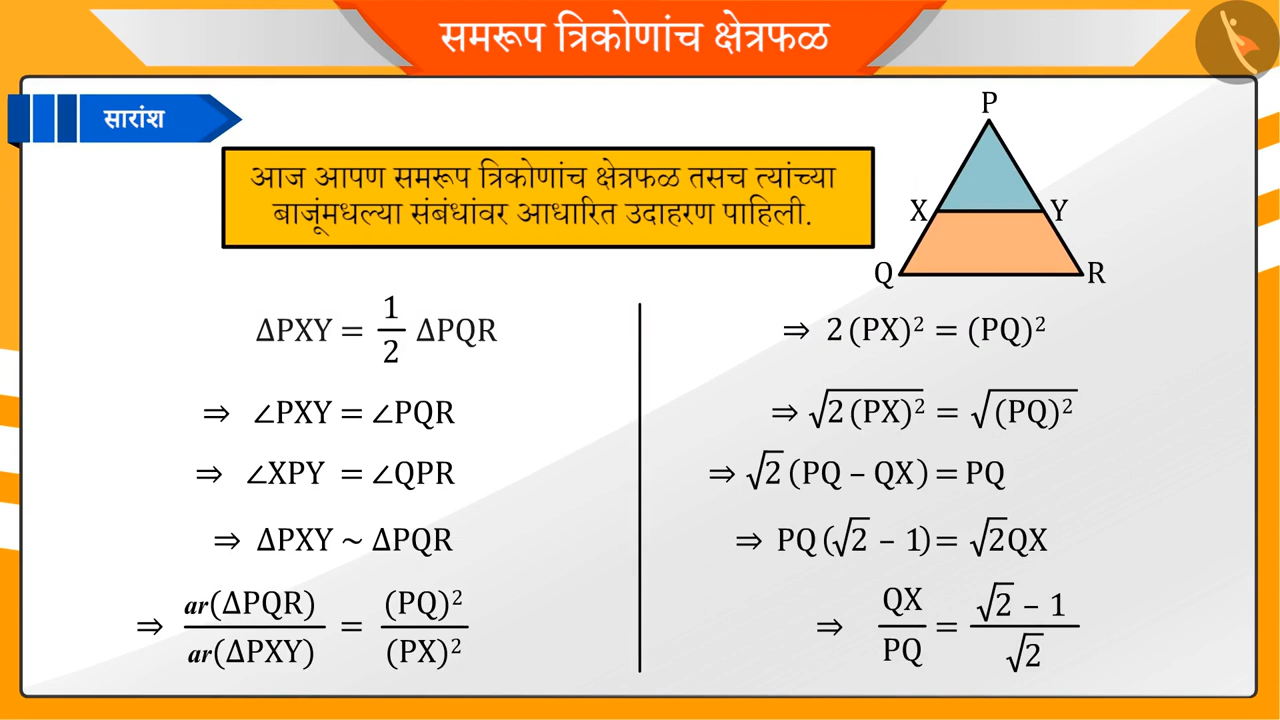 समरूप त्रिकोणांच क्षेत्रफळ
सारांश
आज आपण समरूप त्रिकोणांच क्षेत्रफळ तसच त्यांच्या
बाजूंमधल्या संबंधांवर आधारित उदाहरण पाहिली.
P
X
Y
Q
R
ΔPXY = 1/2 ΔPQR
⇒ ∠PXY = ∠PQR
⇒ ∠XPY = ∠QPR
⇒ ΔPXY ~ ΔPQR
⇒ ar(ΔPQR)/ar(ΔPXY) = (PQ)²/(PX)²
⇒ 2 (PX)² = (PQ)²
⇒ √2 (PX)² = √(PQ)²
⇒ √2 (PQ – QX) = PQ
⇒ PQ (√2 – 1) = √2QX
⇒ QX/PQ = √2 – 1/√2